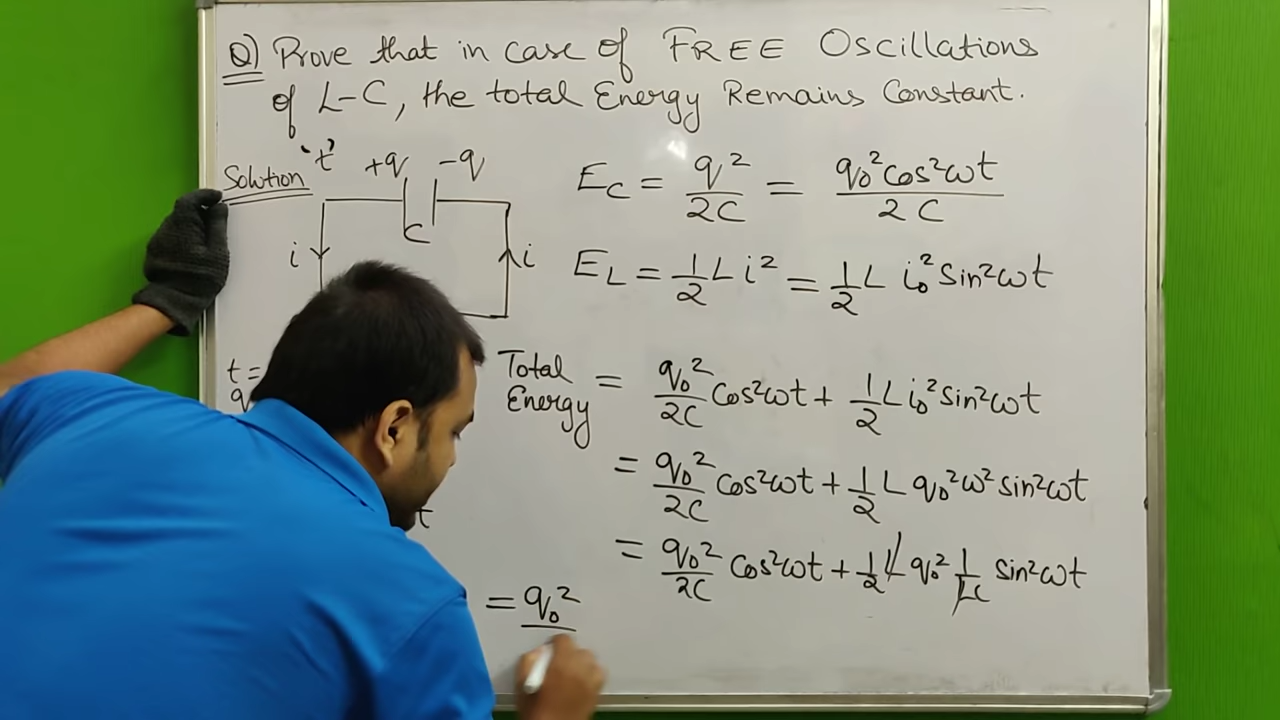 Q) Prove that in case of FREE Oscillations
of L-C, the total Energy Remains Constant.
Solution 't'
+q -q
C
i i
E_C = q²/2C = q₀²cos²ωt/2C
E_L = 1/2 L i² = 1/2 L i₀² Sin²ωt
t =
q
t
Total Energy = q₀²/2C Cos²ωt + 1/2 L i₀² sin²ωt
= q₀²/2C cos²ωt + 1/2 L q₀²ω² sin²ωt
= q₀²/2C cos²ωt + 1/2 L q₀² 1/LC sin²ωt
= q₀²